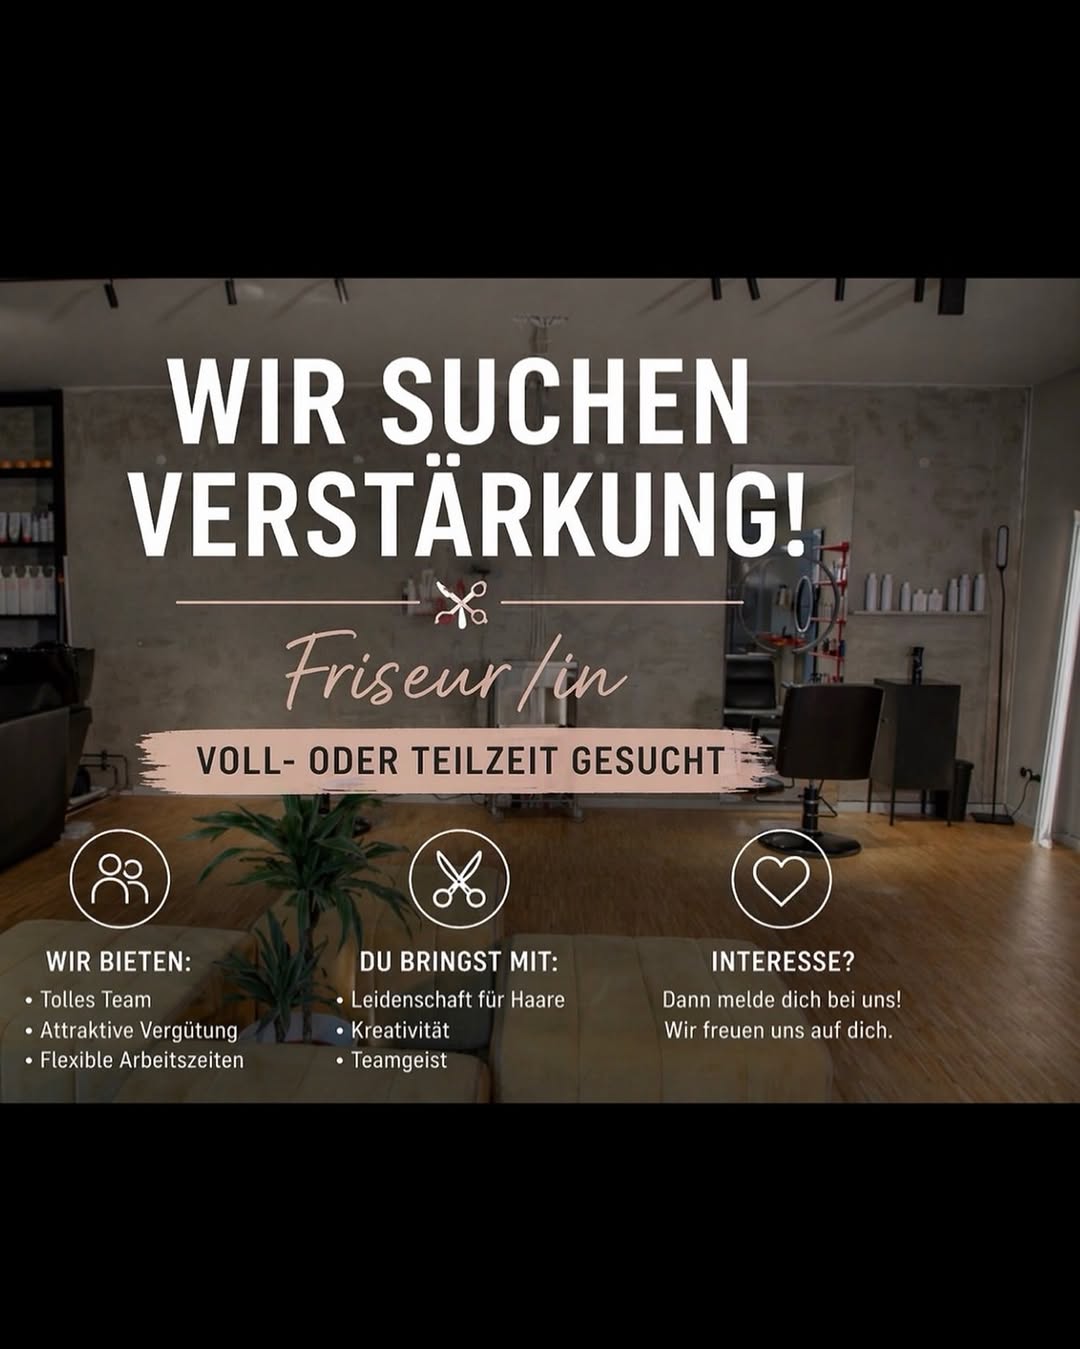 WIR SUCHEN
VERSTÄRKUNG!
Friseur/in
VOLL- ODER TEILZEIT GESUCHT
WIR BIETEN:
• Tolles Team
• Attraktive Vergütung
• Flexible Arbeitszeiten
DU BRINGST MIT:
• Leidenschaft für Haare
• Kreativität
• Teamgeist
INTERESSE?
Dann melde dich bei uns!
Wir freuen uns auf dich.